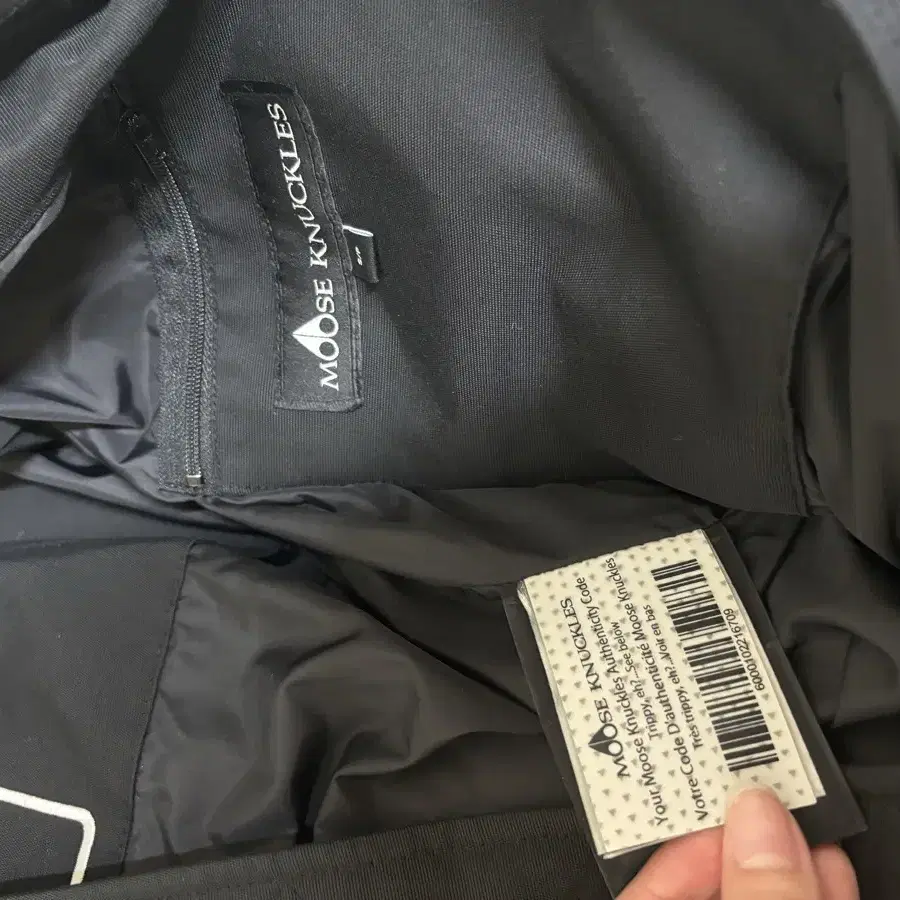 MOOSE KNUCKLES
S/P
MOOSE KNUCKLES
Your Moose Knuckles Authenticity Code
Trippy, eh?...See below
Votre Code D'authenticité Moose Knuckles
Très trippy, eh?...Voir en bas
69000102216709